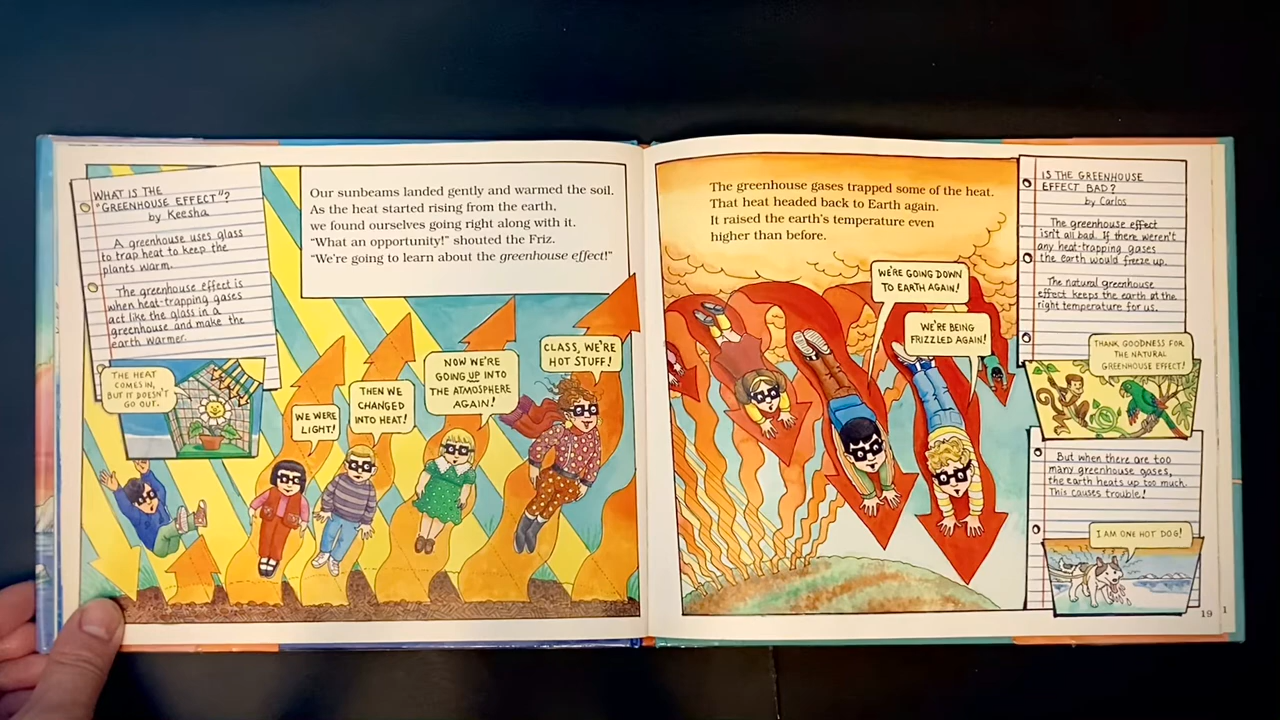 WHAT IS THE
"GREENHOUSE EFFECT"?
by Keesha
A greenhouse uses glass
to trap heat to keep the
plants warm.
The greenhouse effect is
when heat-trapping gases
act like the glass in a
greenhouse and make the
earth warmer.
THE HEAT
COMES IN,
BUT IT DOESN'T
GO OUT.
Our sunbeams landed gently and warmed the soil.
As the heat started rising from the earth,
we found ourselves going right along with it.
"What an opportunity!" shouted the Friz.
"We're going to learn about the greenhouse effect!"
WE WERE
LIGHT!
THEN WE
CHANGED
INTO HEAT!
NOW WE'RE
GOING UP INTO
THE ATMOSPHERE
AGAIN!
CLASS, WE'RE
HOT STUFF!
The greenhouse gases trapped some of the heat.
That heat headed back to Earth again.
It raised the earth's temperature even
higher than before.
WE'RE GOING DOWN
TO EARTH AGAIN!
WE'RE BEING
FRIZZLED AGAIN!
IS THE GREENHOUSE
EFFECT BAD?
by Carlos
The greenhouse effect
isn't all bad. If there weren't
any heat-trapping gases
the earth would freeze up.
The natural greenhouse
effect keeps the earth at the
right temperature for us.
THANK GOODNESS FOR
THE NATURAL
GREENHOUSE EFFECT!
But when there are too
many greenhouse gases,
the earth heats up too much.
This causes trouble!
I AM ONE HOT DOG!
19
1